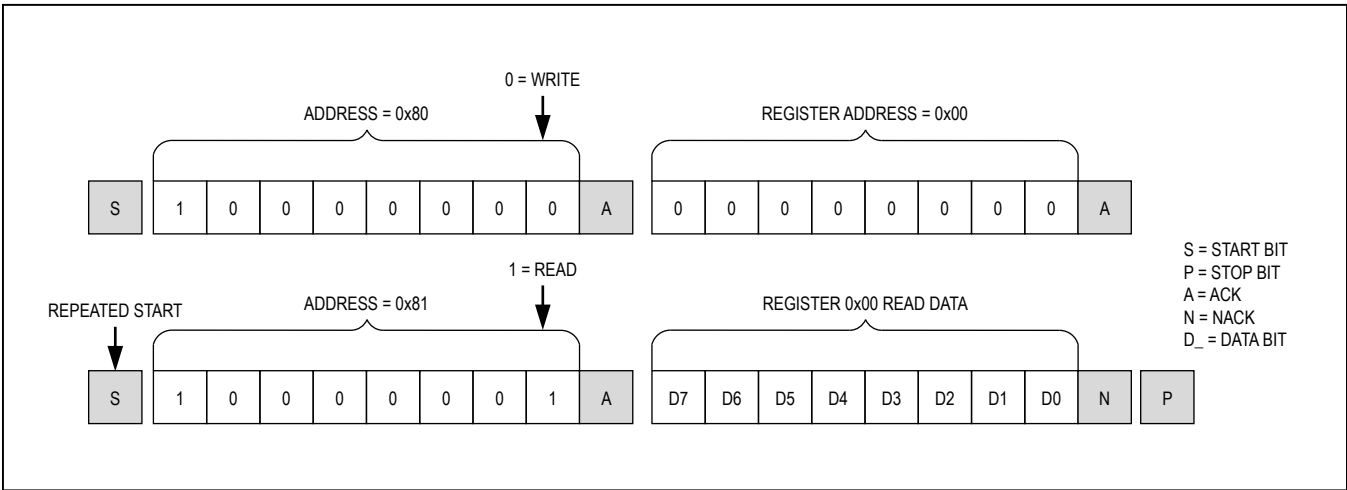 0 = WRITE
ADDRESS = 0x80
REGISTER ADDRESS = 0x00
S 1 0 0 0 0 0 0 0 A 0 0 0 0 0 0 0 0 A
1 = READ
REPEATED START
ADDRESS = 0x81
REGISTER 0x00 READ DATA
S 1 0 0 0 0 0 0 1 A D7 D6 D5 D4 D3 D2 D1 D0 N P
S = START BIT
P = STOP BIT
A = ACK
N = NACK
D_ = DATA BIT